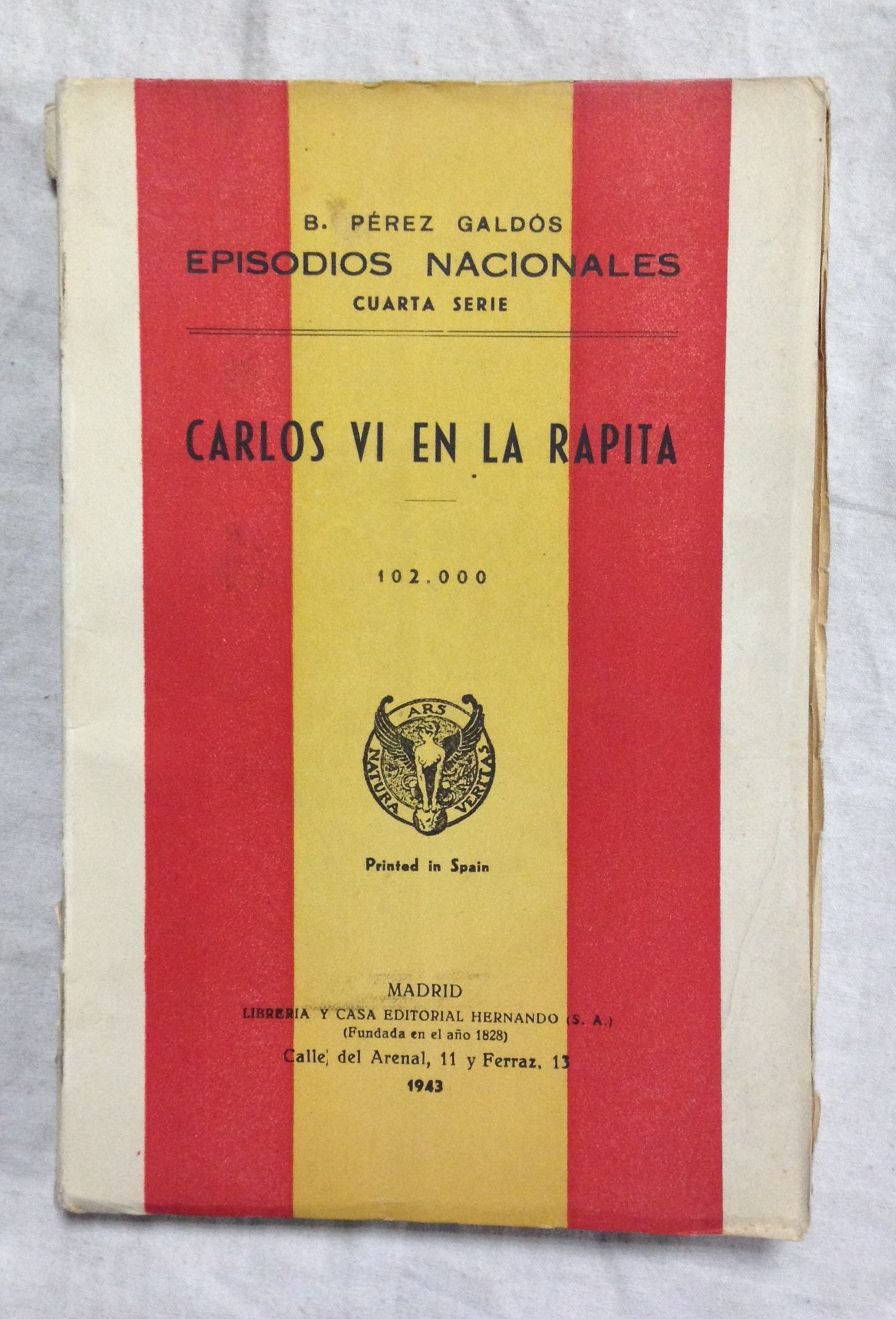 B. PÉREZ GALDÓS
EPISODIOS NACIONALES
CUARTA SERIE
CARLOS VI EN LA RAPITA
102.000
ARS
NATURA
VERITAS
Printed in Spain
MADRID
LIBRERIA Y CASA EDITORIAL HERNANDO (S. A.)
(Fundada en el año 1828)
Calle del Arenal, 11 y Ferraz, 13
1943